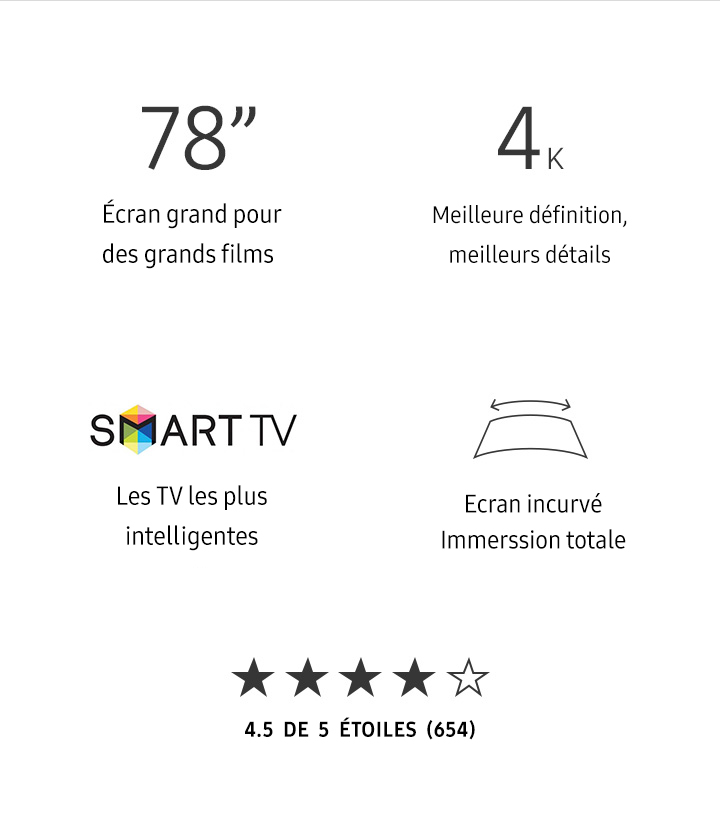 78”
Écran grand pour
des grands films
4K
Meilleure définition,
meilleurs détails
SMART TV
Les TV les plus
intelligentes
Ecran incurvé
Immerssion totale
4.5 DE 5 ÉTOILES (654)